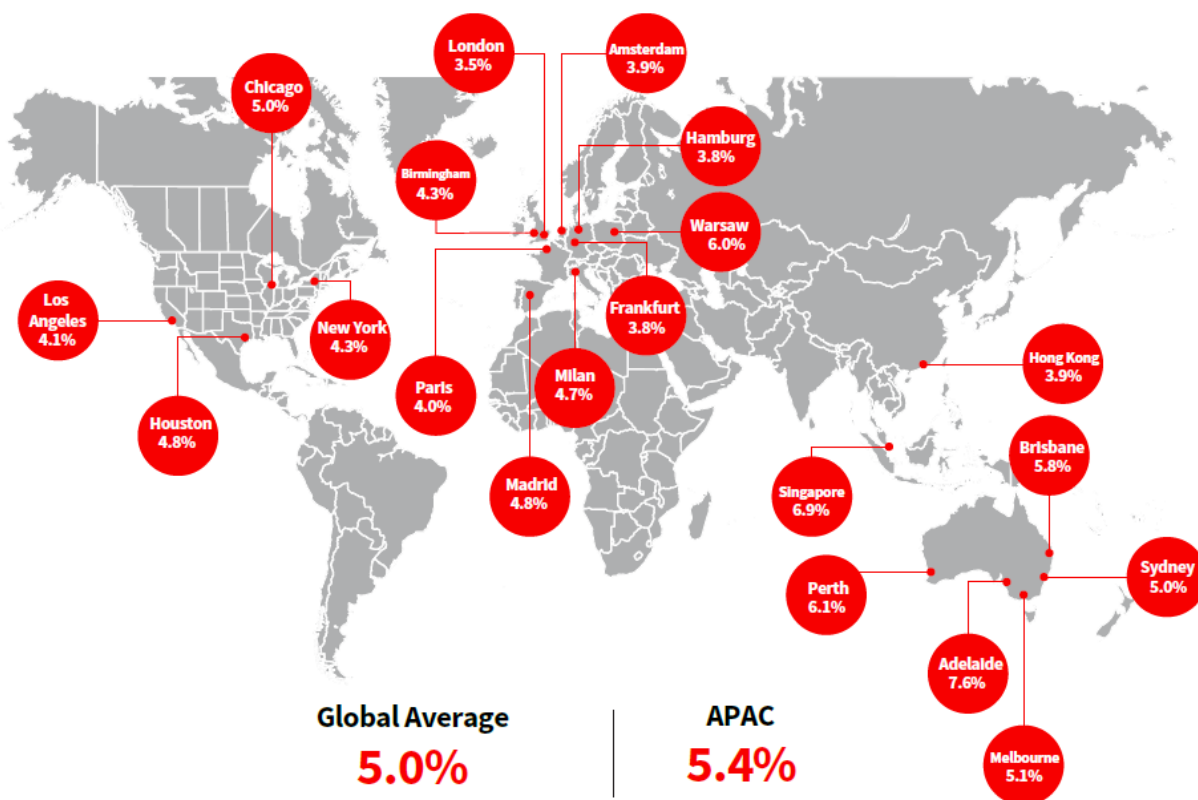 London
3.5%
Amsterdam
3.9%
Chicago
5.0%
Hamburg
3.8%
Birmingham
4.3%
Warsaw
6.0%
Los
Angeles
4.1%
New York
4.3%
Frankfurt
3.8%
Hong Kong
3.9%
Paris
4.0%
Milan
4.7%
Houston
4.8%
Brisbane
5.8%
Madrid
4.8%
Singapore
6.9%
Sydney
5.0%
Perth
6.1%
Adelaide
7.6%
Melbourne
5.1%
Global Average
5.0%
APAC
5.4%